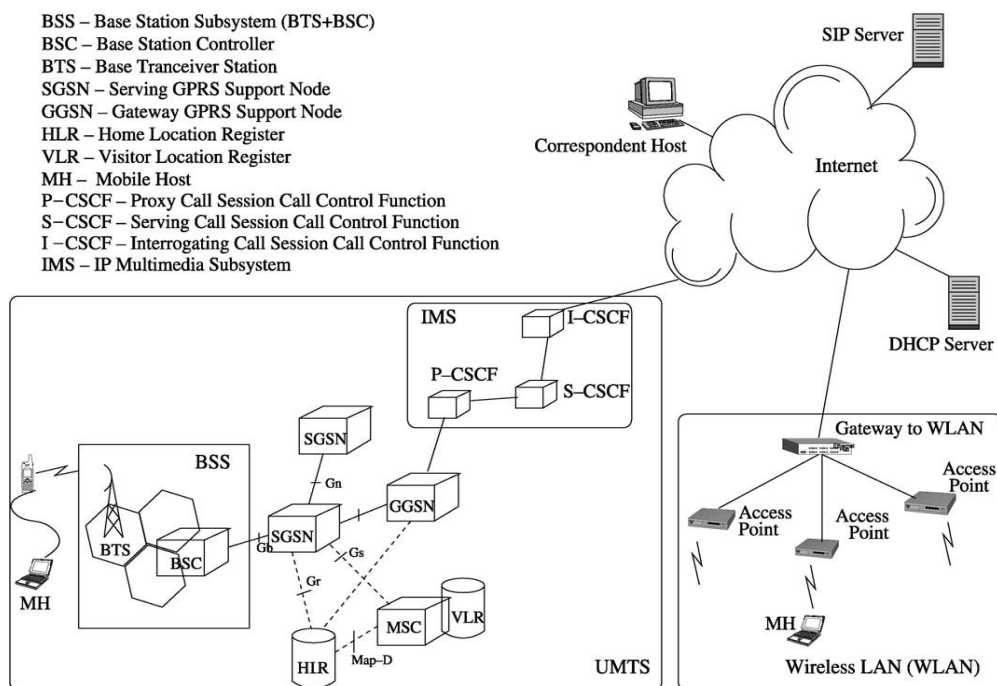 BSS – Base Station Subsystem (BTS+BSC)
BSC – Base Station Controller
BTS – Base Tranceiver Station
SGSN – Serving GPRS Support Node
GGSN – Gateway GPRS Support Node
HLR – Home Location Register
VLR – Visitor Location Register
MH – Mobile Host
P–CSCF – Proxy Call Session Call Control Function
S–CSCF – Serving Call Session Call Control Function
I –CSCF – Interrogating Call Session Call Control Function
IMS – IP Multimedia Subsystem
SIP Server
Correspondent Host
Internet
DHCP Server
IMS
I–CSCF
P–CSCF
S–CSCF
SGSN
BSS
Gn
GGSN
SGSN
BTS
BSC
Gb
Gs
Gr
MH
MSC
VLR
HLR
Map–D
UMTS
Gateway to WLAN
Access
Point
Access
Point
Access
Point
MH
Wireless LAN (WLAN)